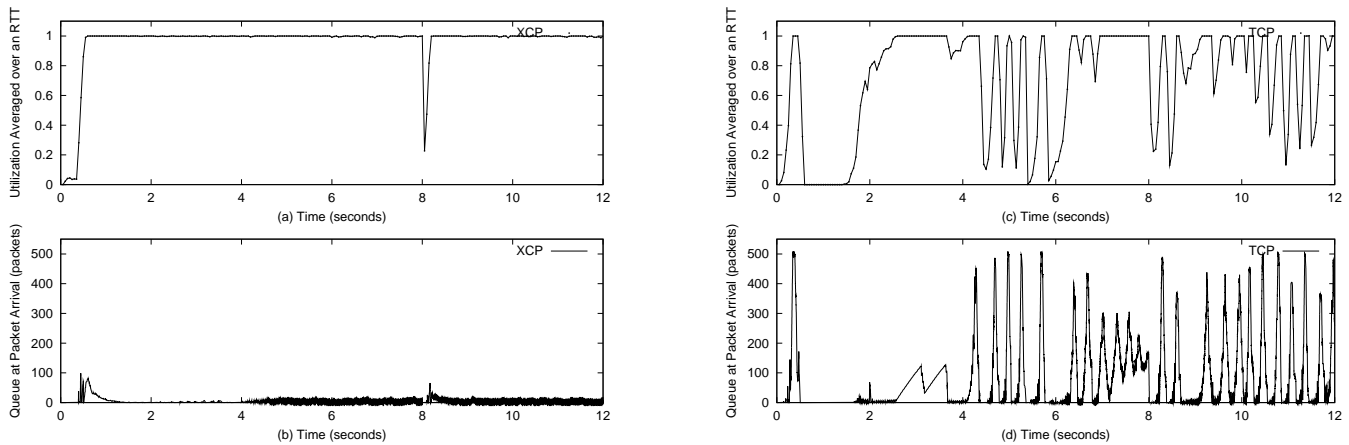 Utilization Averaged over an RTT
1
0.8
0.6
0.4
0.2
0
XCP
0 2 4 6 8 10 12
(a) Time (seconds)
Queue at Packet Arrival (packets)
500
400
300
200
100
0
XCP
0 2 4 6 8 10 12
(b) Time (seconds)
Utilization Averaged over an RTT
1
0.8
0.6
0.4
0.2
0
TCP
0 2 4 6 8 10 12
(c) Time (seconds)
Queue at Packet Arrival (packets)
500
400
300
200
100
0
TCP
0 2 4 6 8 10 12
(d) Time (seconds)